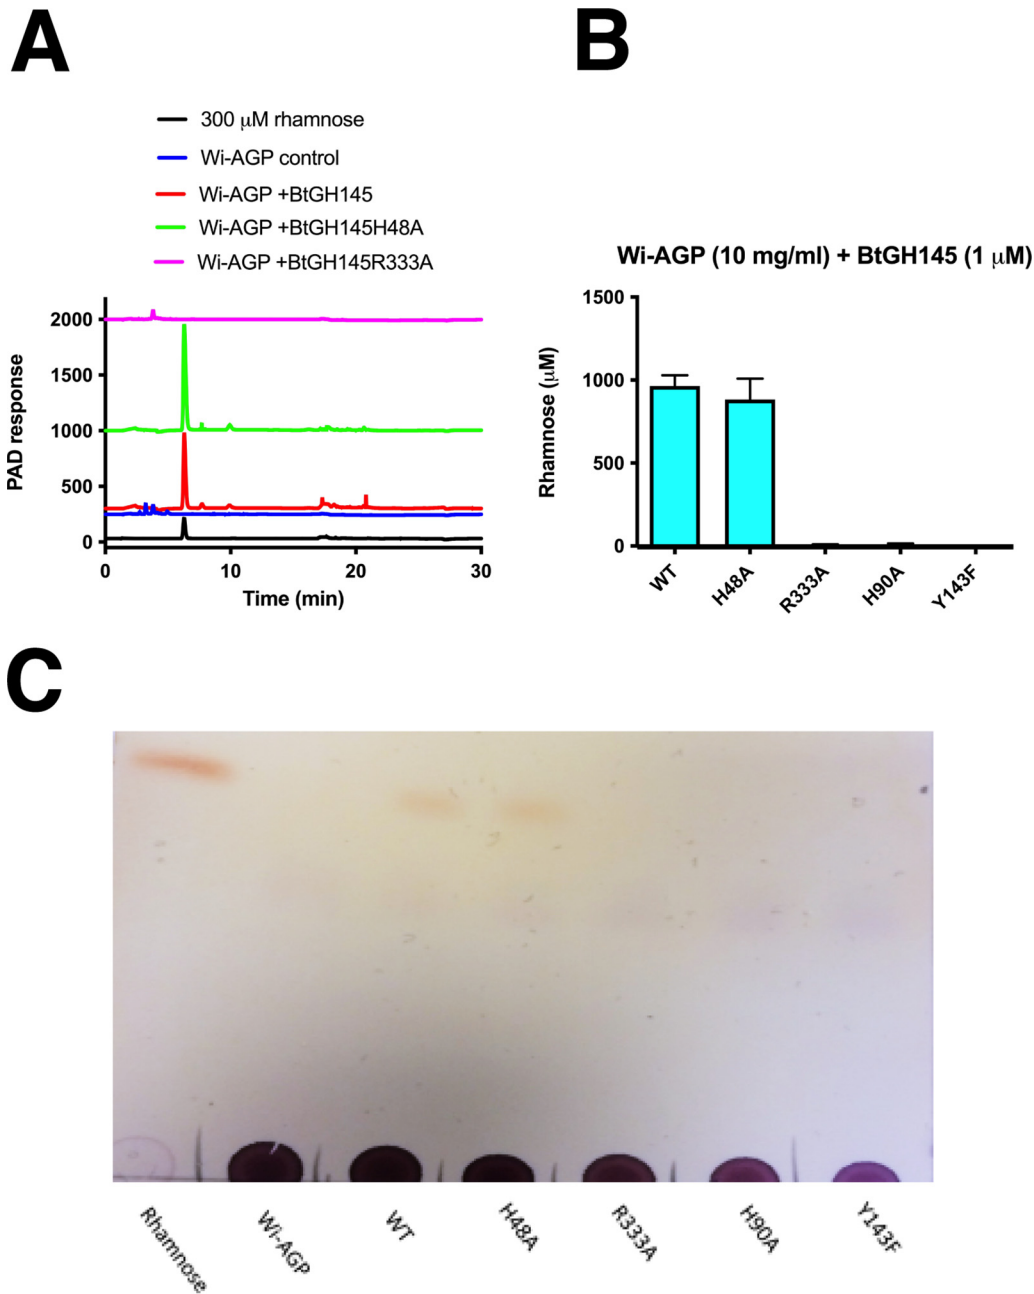 A
B
300 μM rhamnose
Wi-AGP control
Wi-AGP +BtGH145
Wi-AGP +BtGH145H48A
Wi-AGP +BtGH145R333A
Wi-AGP (10 mg/ml) + BtGH145 (1 μM)
PAD response
2000
1500
1000
500
0
0
10
20
30
Time (min)
Rhamnose (μM)
1500
1000
500
0
WT
H48A
R333A
H90A
Y143F
C
Rhamnose
Wi-AGP
WT
H48A
R333A
H90A
Y143F